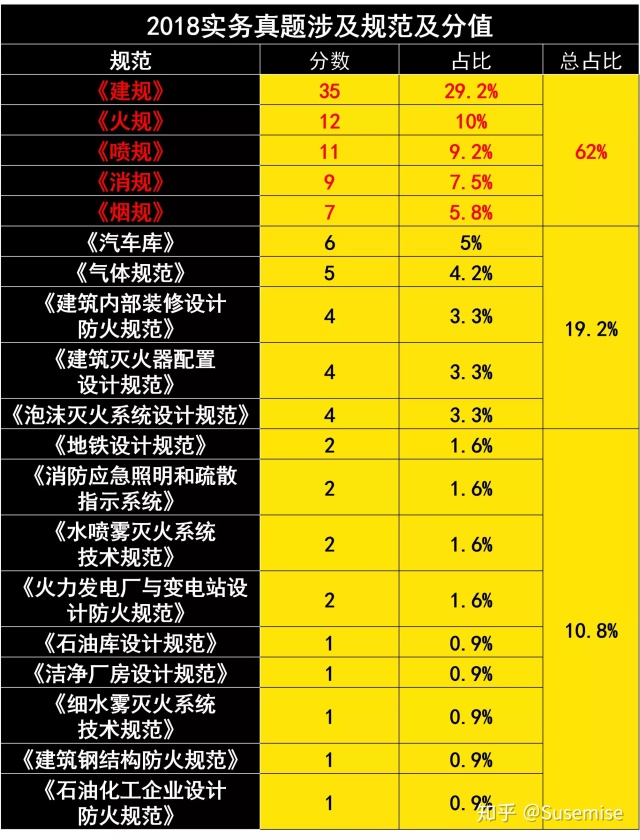 2018实务真题涉及规范及分值
规范 分数 占比 总占比
《建规》 35 29.2%
《火规》 12 10%
《喷规》 11 9.2% 62%
《消规》 9 7.5%
《烟规》 7 5.8%
《汽车库》 6 5%
《气体规范》 5 4.2%
《建筑内部装修设计
防火规范》 4 3.3% 19.2%
《建筑灭火器配置
设计规范》 4 3.3%
《泡沫灭火系统设计规范》 4 3.3%
《地铁设计规范》 2 1.6%
《消防应急照明和疏散
指示系统》 2 1.6%
《水喷雾灭火系统
技术规范》 2 1.6%
《火力发电厂与变电站设
计防火规范》 2 1.6% 10.8%
《石油库设计规范》 1 0.9%
《洁净厂房设计规范》 1 0.9%
《细水雾灭火系统
技术规范》 1 0.9%
《建筑钢结构防火规范》 1 0.9%
《石油化工企业设计
防火规范》 1 0.9%
知乎 @Susemise